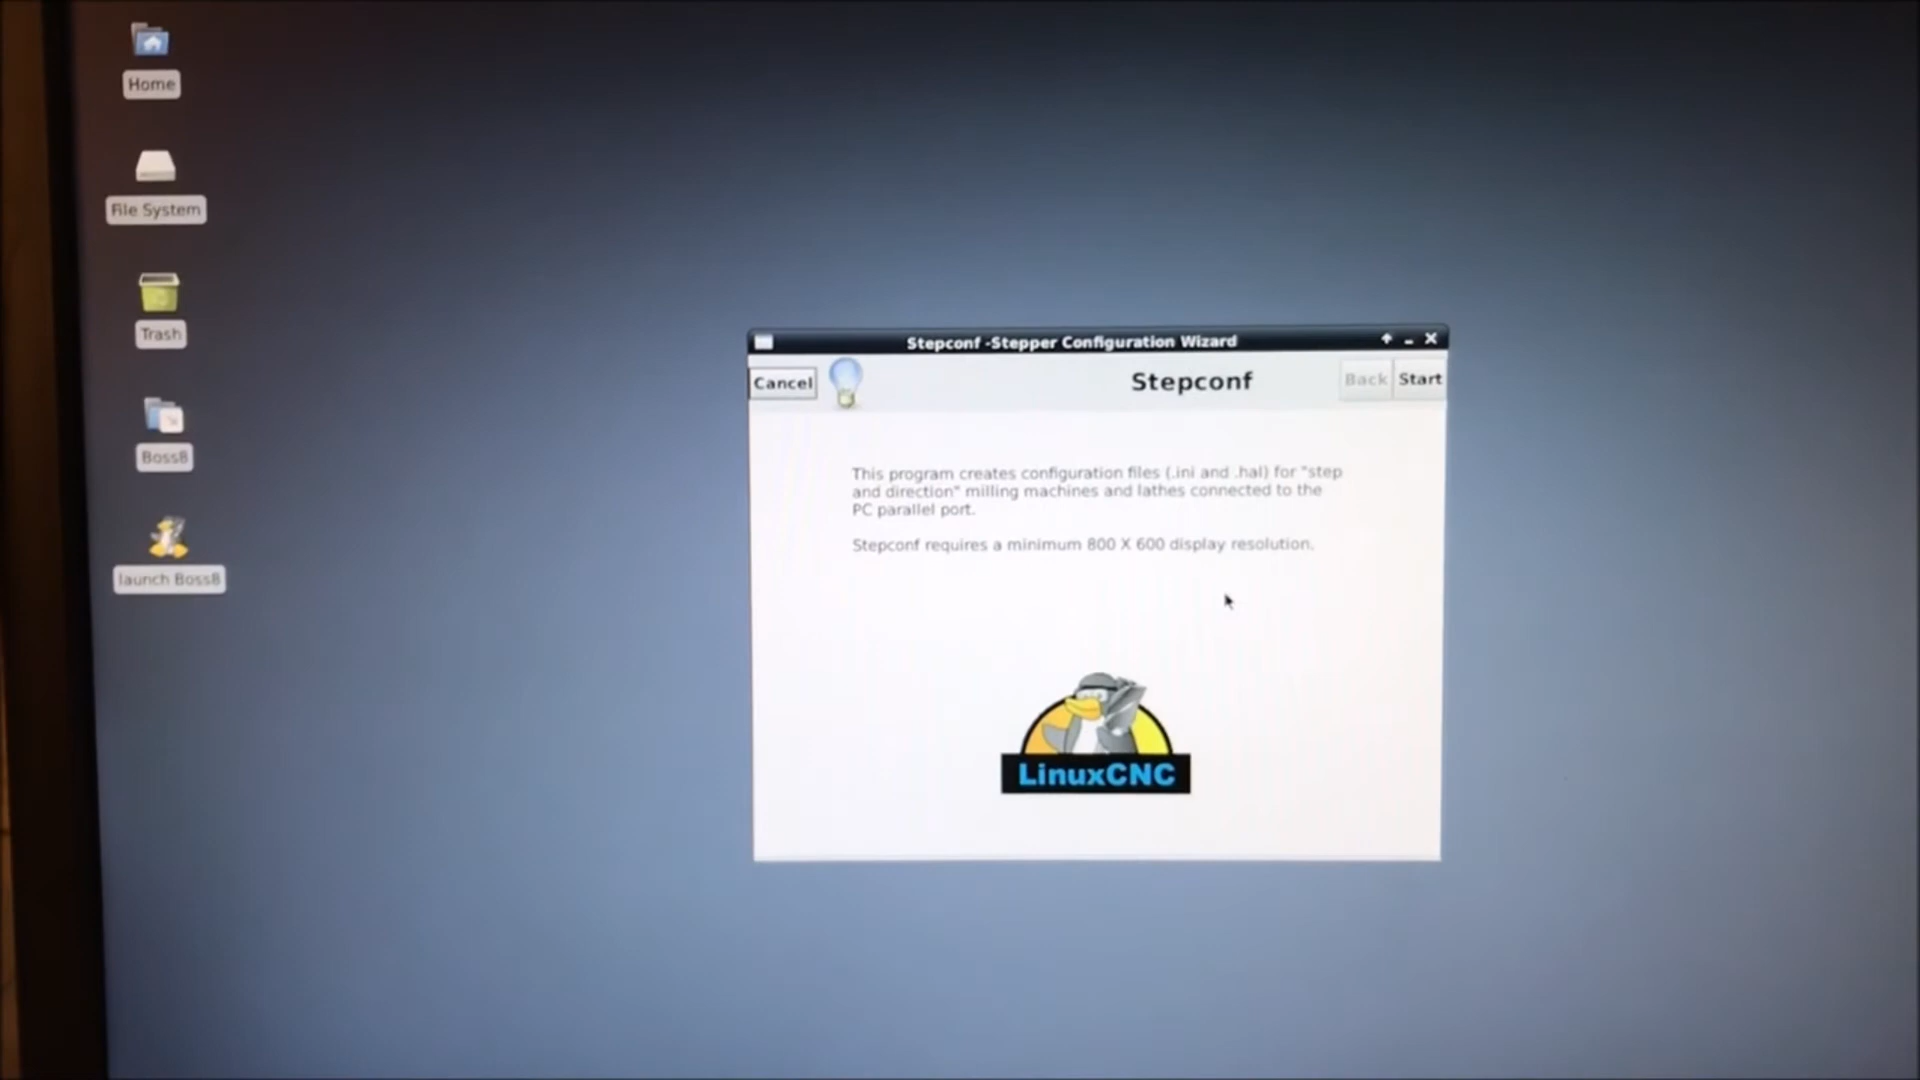 Home
File System
Trash
Boss8
launch Boss8
Stepconf -Stepper Configuration Wizard
Cancel
Stepconf
Back
Start
This program creates configuration files (.ini and .hal) for "step
and direction" milling machines and lathes connected to the
PC parallel port.
Stepconf requires a minimum 800 X 600 display resolution.
LinuxCNC